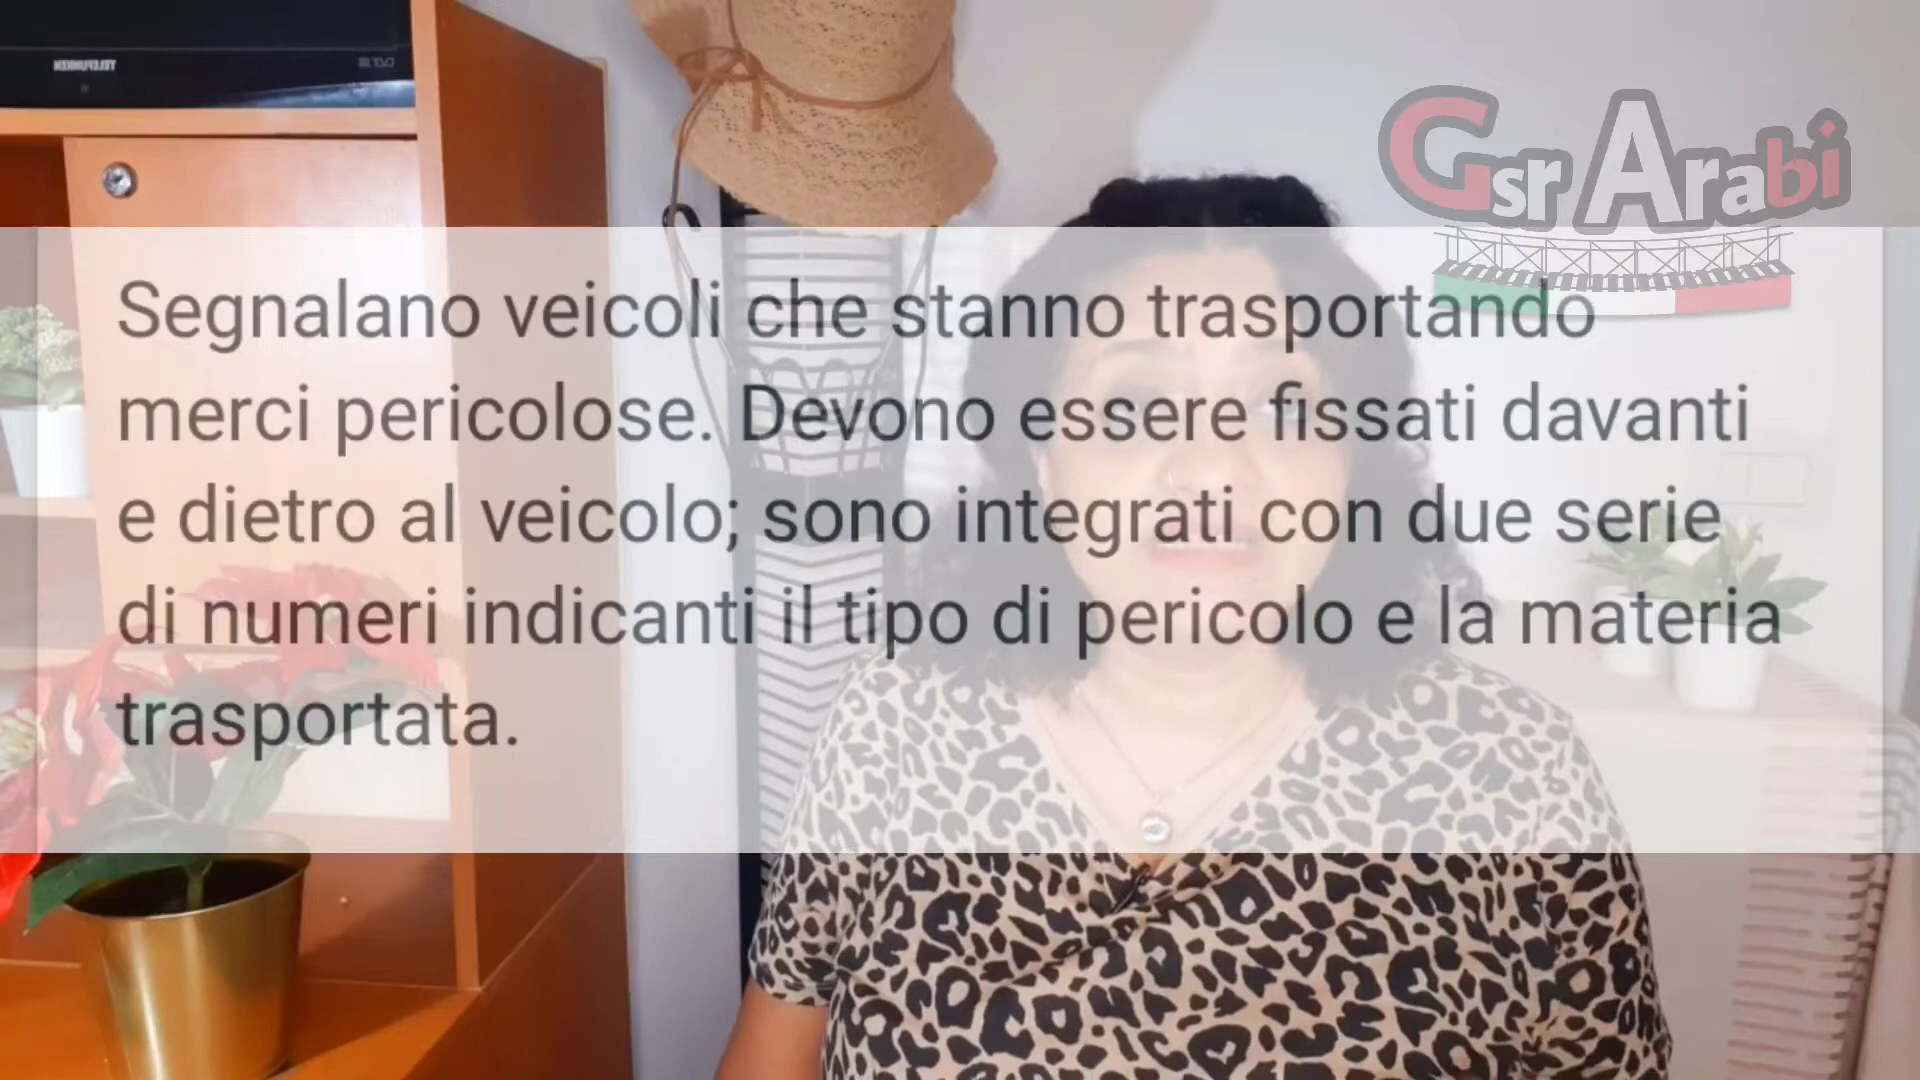 TELEFUNKEN
Gsr Arabi
Segnalano veicoli che stanno trasportando
merci pericolose. Devono essere fissati davanti
e dietro al veicolo; sono integrati con due serie
di numeri indicanti il tipo di pericolo e la materia
trasportata.